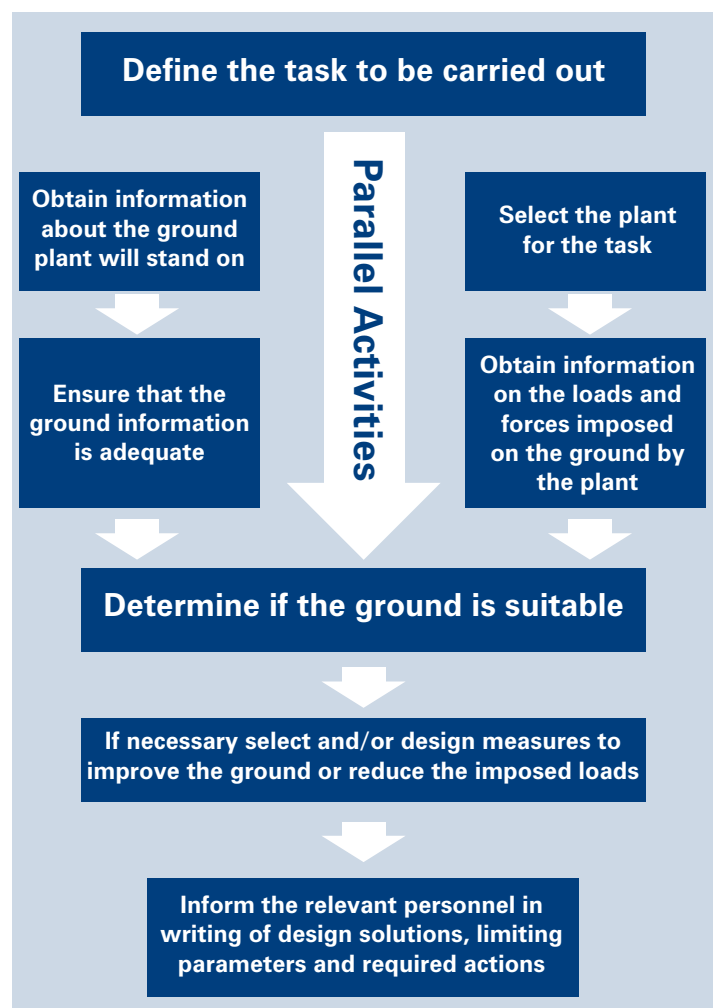 Define the task to be carried out
Parallel Activities
Obtain information
about the ground
plant will stand on
Select the plant
for the task
Ensure that the
ground information
is adequate
Obtain information
on the loads and
forces imposed
on the ground by
the plant
Determine if the ground is suitable
If necessary select and/or design measures to
improve the ground or reduce the imposed loads
Inform the relevant personnel in
writing of design solutions, limiting
parameters and required actions